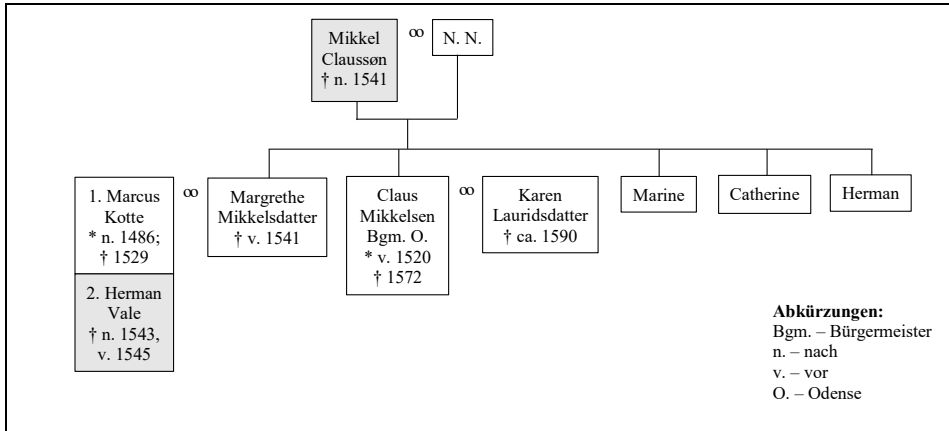 Mikkel
Claussøn
† n. 1541
∞
N. N.
1. Marcus
Kotte
* n. 1486;
† 1529
2. Herman
Vale
† n. 1543,
v. 1545
∞
Margrethe
Mikkelsdatter
† v. 1541
Claus
Mikkelsen
Bgm. O.
* v. 1520
† 1572
∞
Karen
Lauridsdatter
† ca. 1590
Marine
Catherine
Herman
Abkürzungen:
Bgm. – Bürgermeister
n. – nach
v. – vor
O. – Odense